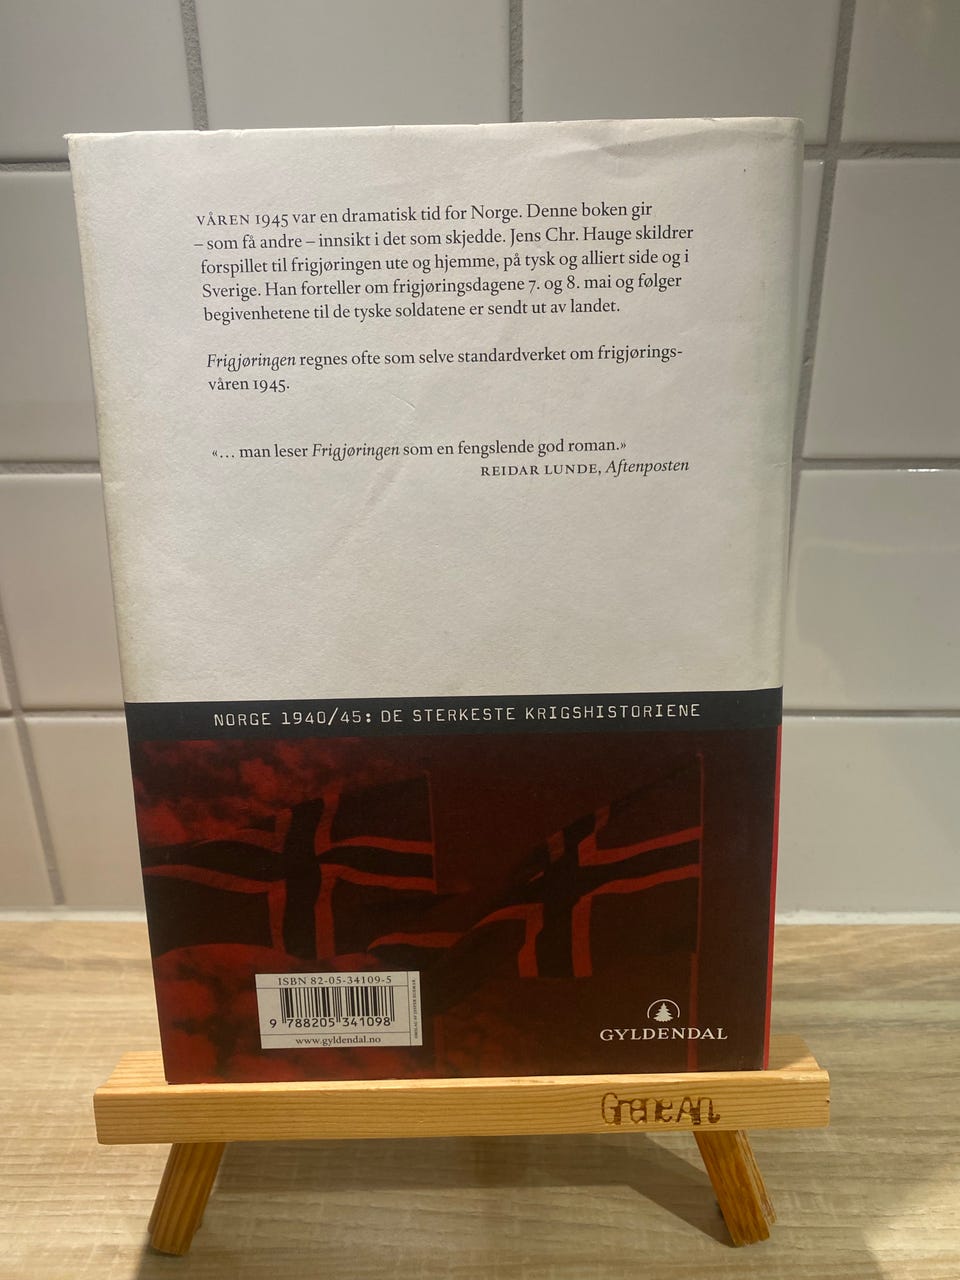 VÅREN 1945 var en dramatisk tid for Norge. Denne boken gir
– som få andre – innsikt i det som skjedde. Jens Chr. Hauge skildrer
forspillet til frigjøringen ute og hjemme, på tysk og alliert side og i
Sverige. Han forteller om frigjøringsdagene 7. og 8. mai og følger
begivenhetene til de tyske soldatene er sendt ut av landet.
Frigjøringen regnes ofte som selve standardverket om frigjørings-
våren 1945.
«... man leser Frigjøringen som en fengslende god roman.»
REIDAR LUNDE, Aftenposten
NORGE 1940/45: DE STERKESTE KRIGSHISTORIENE
ISBN 82-05-34109-5
9 788205 341098
www.gyldendal.no
GYLDENDAL